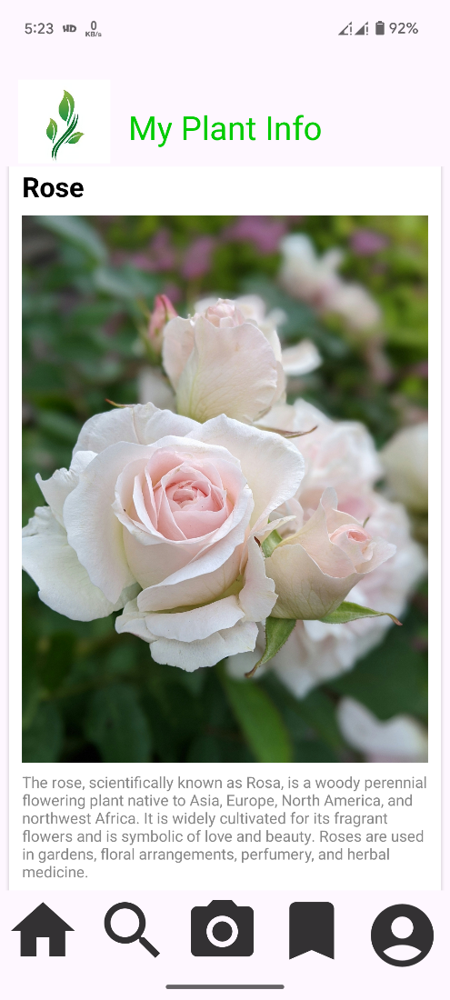 5:23 HD 0 KB/s 92%
My Plant Info
Rose
The rose, scientifically known as Rosa, is a woody perennial
flowering plant native to Asia, Europe, North America, and
northwest Africa. It is widely cultivated for its fragrant
flowers and is symbolic of love and beauty. Roses are used
in gardens, floral arrangements, perfumery, and herbal
medicine.